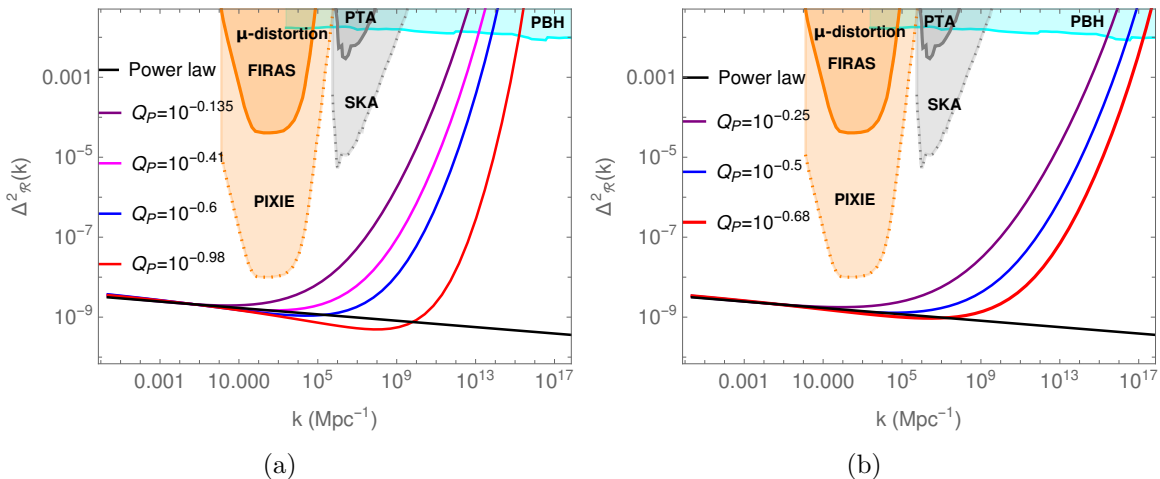 PTA
PBH
μ-distortion
FIRAS
SKA
PIXIE
Power law
Q_P=10^{-0.135}
Q_P=10^{-0.41}
Q_P=10^{-0.6}
Q_P=10^{-0.98}
0.001
10^{-5}
10^{-7}
10^{-9}
Δ²_ℛ(k)
0.001 10.000 10^5 10^9 10^{13} 10^{17}
k (Mpc⁻¹)
(a)
PTA
PBH
μ-distortion
FIRAS
SKA
PIXIE
Power law
Q_P=10^{-0.25}
Q_P=10^{-0.5}
Q_P=10^{-0.68}
0.001
10^{-5}
10^{-7}
10^{-9}
Δ²_ℛ(k)
0.001 10.000 10^5 10^9 10^{13} 10^{17}
k (Mpc⁻¹)
(b)